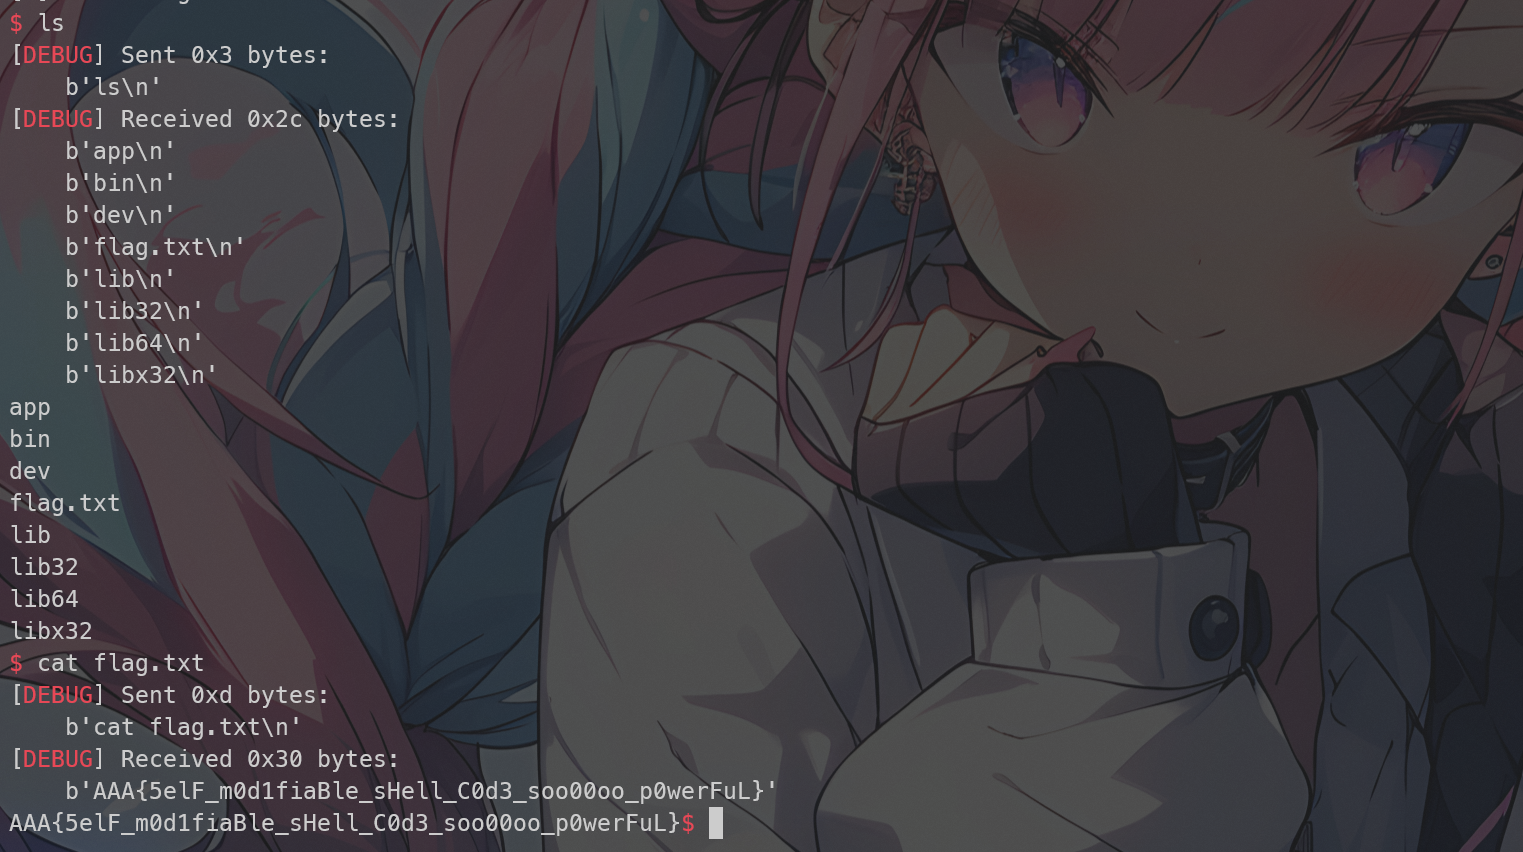 $ ls
[DEBUG] Sent 0x3 bytes:
    b'ls\n'
[DEBUG] Received 0x2c bytes:
    b'app\n'
    b'bin\n'
    b'dev\n'
    b'flag.txt\n'
    b'lib\n'
    b'lib32\n'
    b'lib64\n'
    b'libx32\n'
app
bin
dev
flag.txt
lib
lib32
lib64
libx32
$ cat flag.txt
[DEBUG] Sent 0xd bytes:
    b'cat flag.txt\n'
[DEBUG] Received 0x30 bytes:
    b'AAA{5elF_m0d1fiaBle_sHell_C0d3_soo00oo_p0werFuL}'
AAA{5elF_m0d1fiaBle_sHell_C0d3_soo00oo_p0werFuL}$